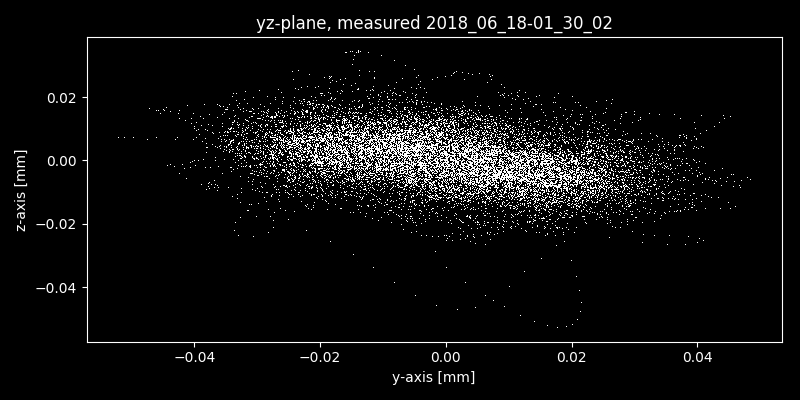 yz-plane, measured 2018_06_18-01_30_02
0.02
0.00
−0.02
−0.04
z-axis [mm]
−0.04 −0.02 0.00 0.02 0.04
y-axis [mm]